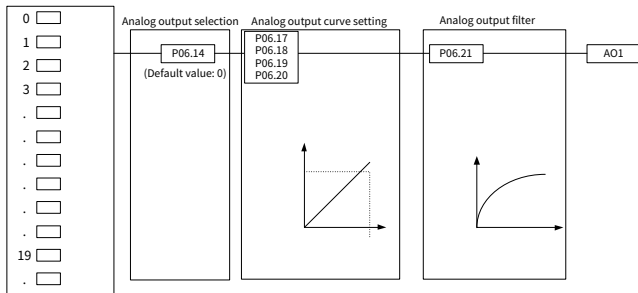 Analog output selection
Analog output curve setting
Analog output filter
0
1
2
3
.
.
.
.
.
.
19
.
P06.14
(Default value: 0)
P06.17
P06.18
P06.19
P06.20
P06.21
AO1